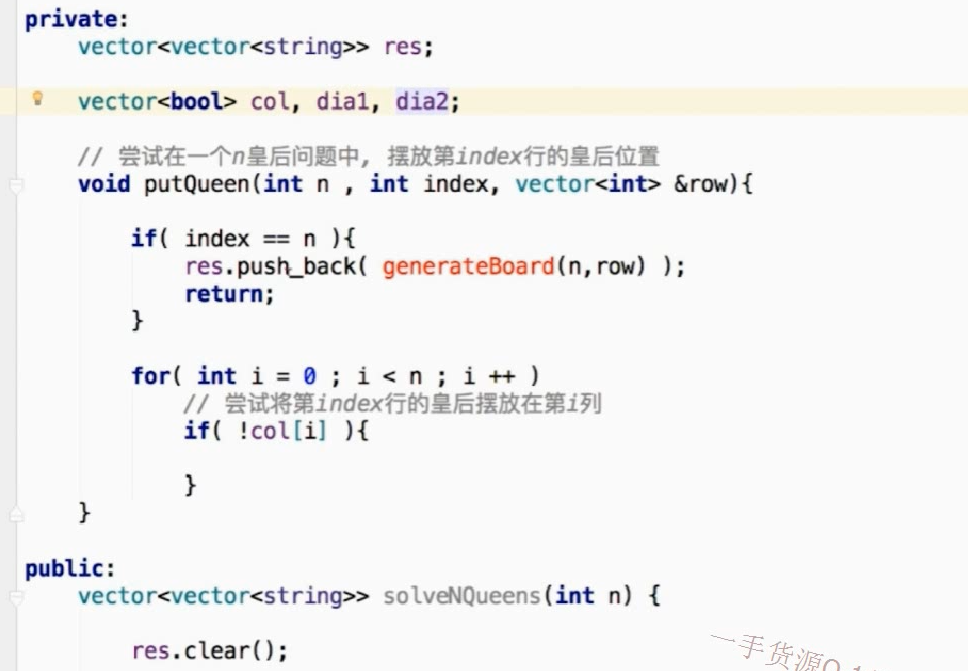 private:
vector<vector<string>> res;
vector<bool> col, dia1, dia2;
// 尝试在一个n皇后问题中, 摆放第index行的皇后位置
void putQueen(int n , int index, vector<int> &row){
if( index == n ){
res.push_back( generateBoard(n,row) );
return;
}
for( int i = 0 ; i < n ; i ++ )
// 尝试将第index行的皇后摆放在第i列
if( !col[i] ){
}
}
public:
vector<vector<string>> solveNQueens(int n) {
res.clear();
一手货源